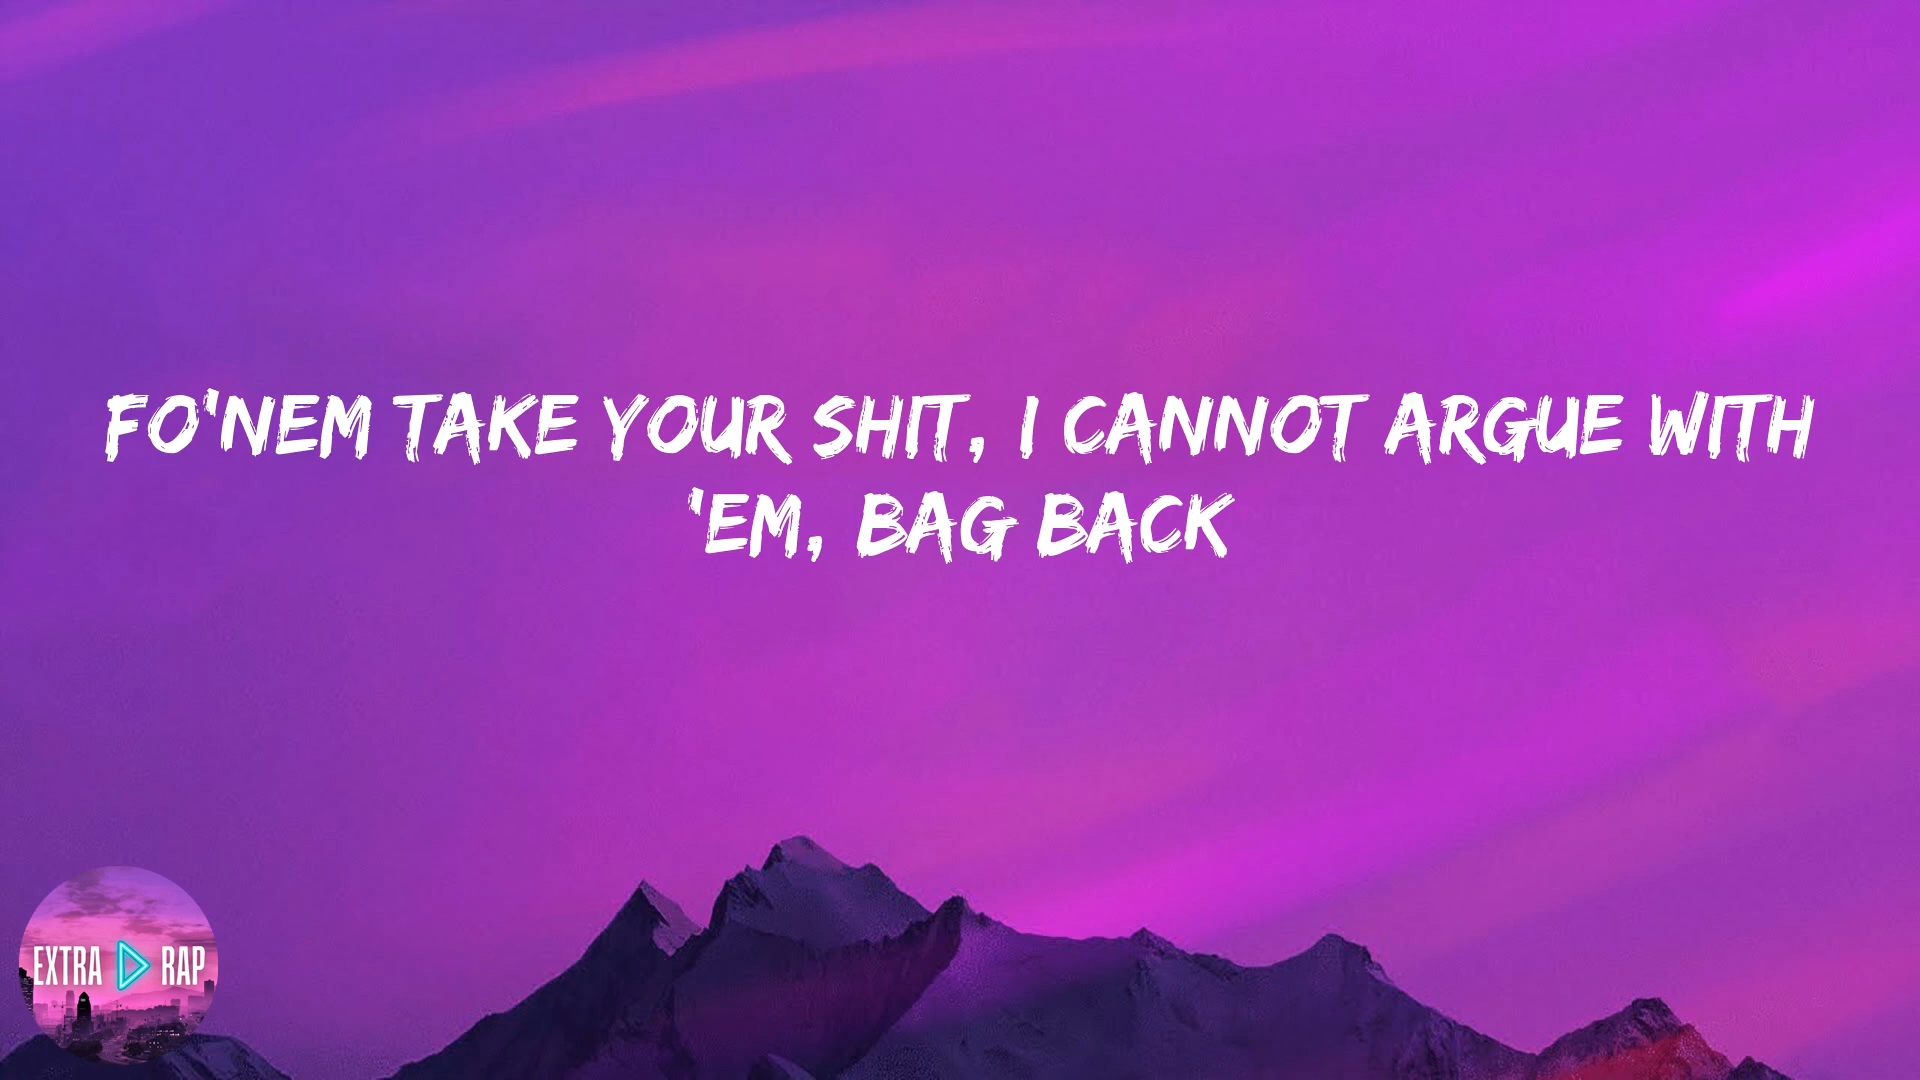 FO'NEM TAKE YOUR SHIT, I CANNOT ARGUE WITH
'EM, BAG BACK
EXTRA RAP